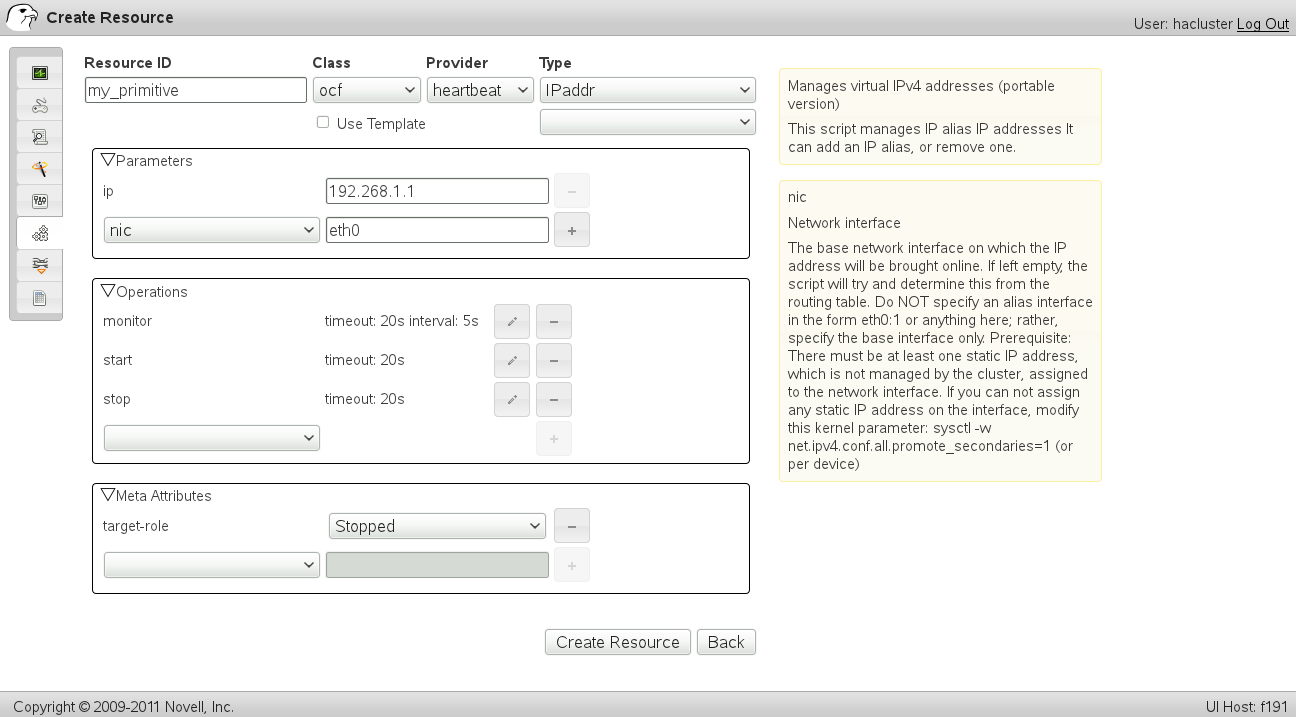 Create Resource
User: hacluster Log Out
Resource ID Class Provider Type
my_primitive ocf heartbeat IPaddr
Use Template
Parameters
ip 192.168.1.1 −
nic eth0 +
Operations
monitor timeout: 20s interval: 5s −
start timeout: 20s −
stop timeout: 20s −
+
Meta Attributes
target-role Stopped −
+
Create Resource Back
Manages virtual IPv4 addresses (portable
version)
This script manages IP alias IP addresses It
can add an IP alias, or remove one.
nic
Network interface
The base network interface on which the IP
address will be brought online. If left empty, the
script will try and determine this from the
routing table. Do NOT specify an alias interface
in the form eth0:1 or anything here; rather,
specify the base interface only. Prerequisite:
There must be at least one static IP address,
which is not managed by the cluster, assigned
to the network interface. If you can not assign
any static IP address on the interface, modify
this kernel parameter: sysctl -w
net.ipv4.conf.all.promote_secondaries=1 (or
per device)
Copyright © 2009-2011 Novell, Inc.
UI Host: f191